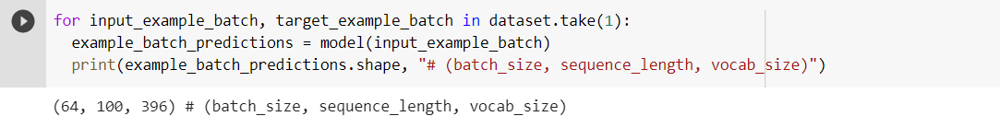 for input_example_batch, target_example_batch in dataset.take(1):
  example_batch_predictions = model(input_example_batch)
  print(example_batch_predictions.shape, "# (batch_size, sequence_length, vocab_size)")
(64, 100, 396) # (batch_size, sequence_length, vocab_size)